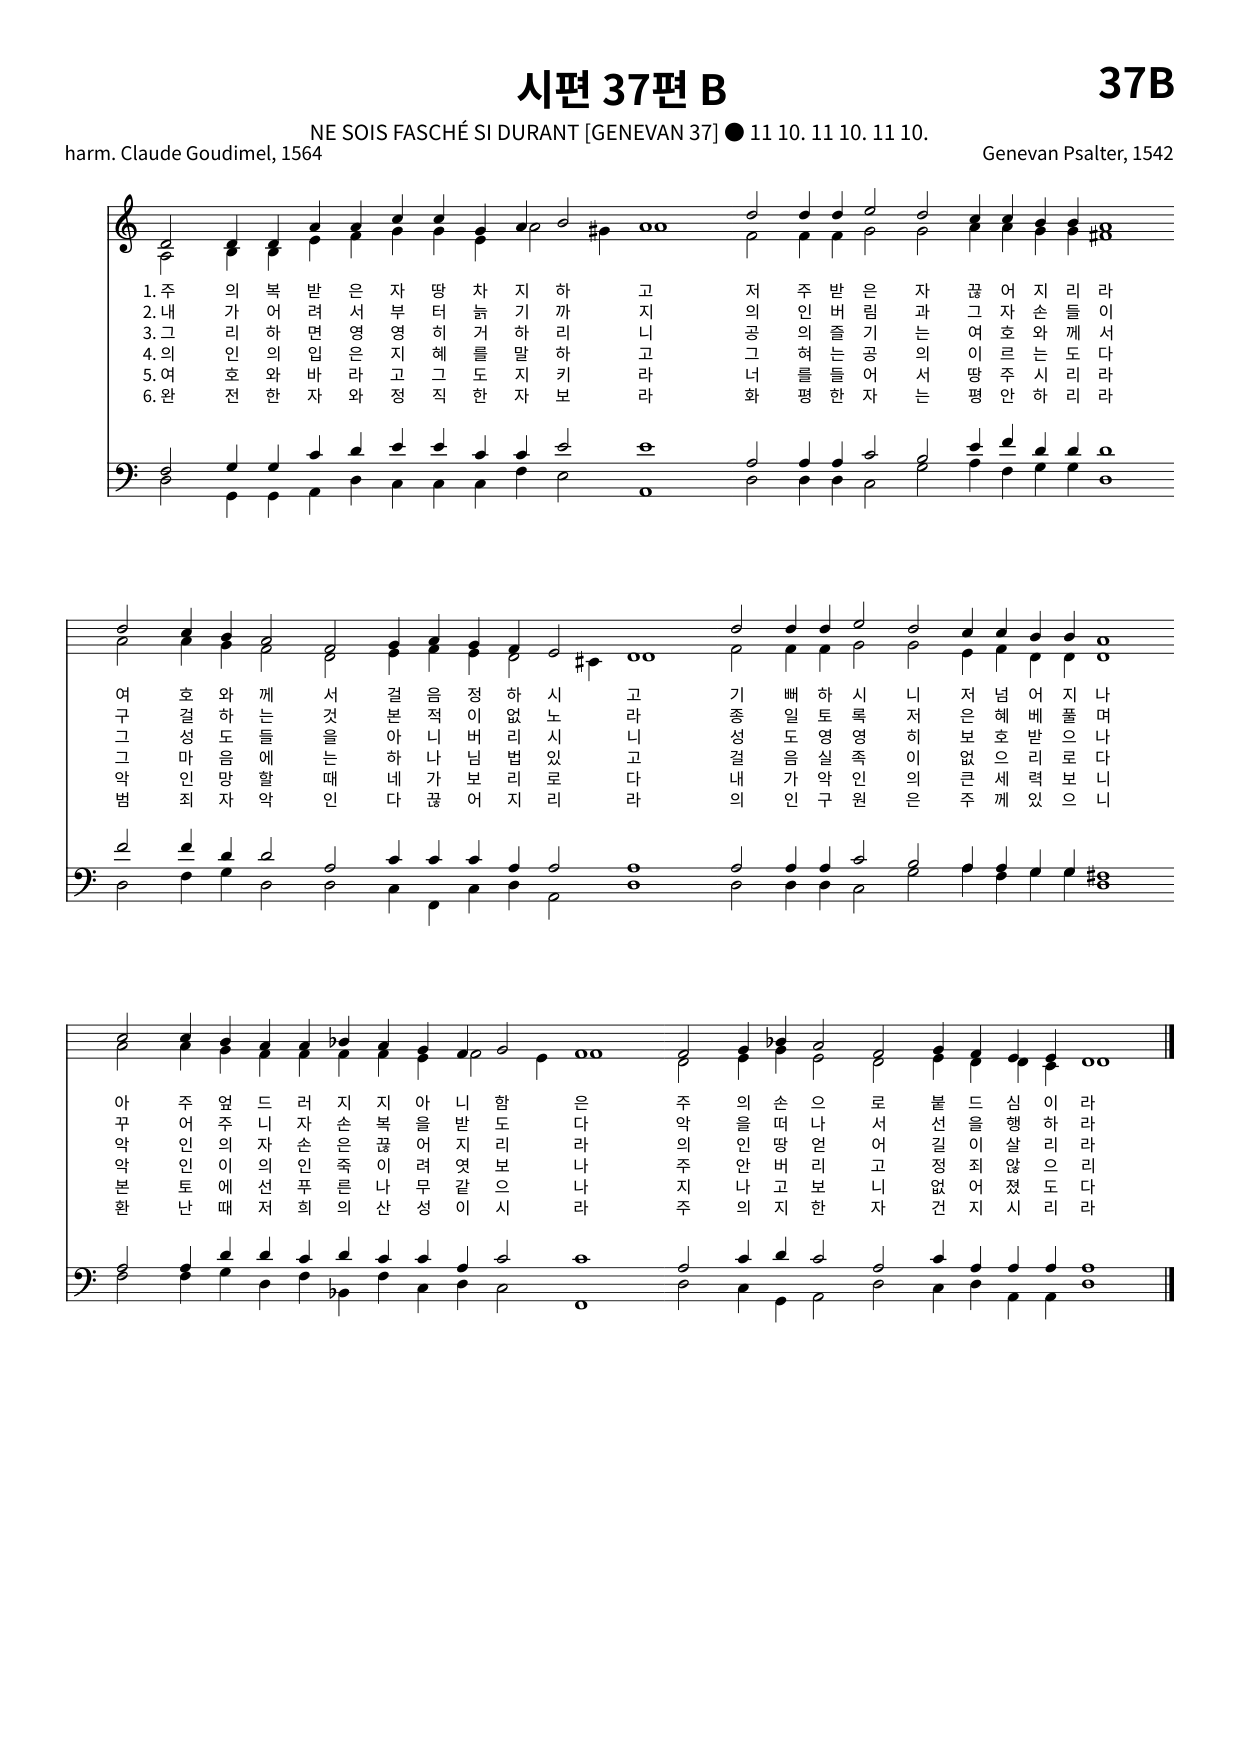 시편 37편 B
37B
NE SOIS FASCHÉ SI DURANT [GENEVAN 37] ● 11 10. 11 10. 11 10.
harm. Claude Goudimel, 1564
Genevan Psalter, 1542
1. 주 의 복 받 은 자 땅 차 지 하 고 저 주 받 은 자 끊 어 지 리 라
2. 내 가 어 려 서 부 터 늙 기 까 지 의 인 버 림 과 그 자 손 들 이
3. 그 리 하 면 영 영 히 거 하 리 니 공 의 즐 기 는 여 호 와 께 서
4. 의 인 의 입 은 지 혜 를 말 하 고 그 혀 는 공 의 이 르 는 도 다
5. 여 호 와 바 라 고 그 도 지 키 라 너 를 들 어 서 땅 주 시 리 라
6. 완 전 한 자 와 정 직 한 자 보 라 화 평 한 자 는 평 안 하 리 라
여 호 와 께 서 걸 음 정 하 시 고 기 뻐 하 시 니 저 넘 어 지 나
구 걸 하 는 것 본 적 이 없 노 라 종 일 토 록 저 은 혜 베 풀 며
그 성 도 들 을 아 니 버 리 시 니 성 도 영 영 히 보 호 받 으 나
그 마 음 에 는 하 나 님 법 있 고 걸 음 실 족 이 없 으 리 로 다
악 인 망 할 때 네 가 보 리 로 다 내 가 악 인 의 큰 세 력 보 니
범 죄 자 악 인 다 끊 어 지 리 라 의 인 구 원 은 주 께 있 으 니
아 주 엎 드 러 지 지 아 니 함 은 주 의 손 으 로 붙 드 심 이 라
꾸 어 주 니 자 손 복 을 받 도 다 악 을 떠 나 서 선 을 행 하 라
악 인 의 자 손 은 끊 어 지 리 라 의 인 땅 얻 어 길 이 살 리 라
악 인 이 의 인 죽 이 려 엿 보 나 주 안 버 리 고 정 죄 않 으 리
본 토 에 선 푸 른 나 무 같 으 나 지 나 고 보 니 없 어 졌 도 다
환 난 때 저 희 의 산 성 이 시 라 주 의 지 한 자 건 지 시 리 라